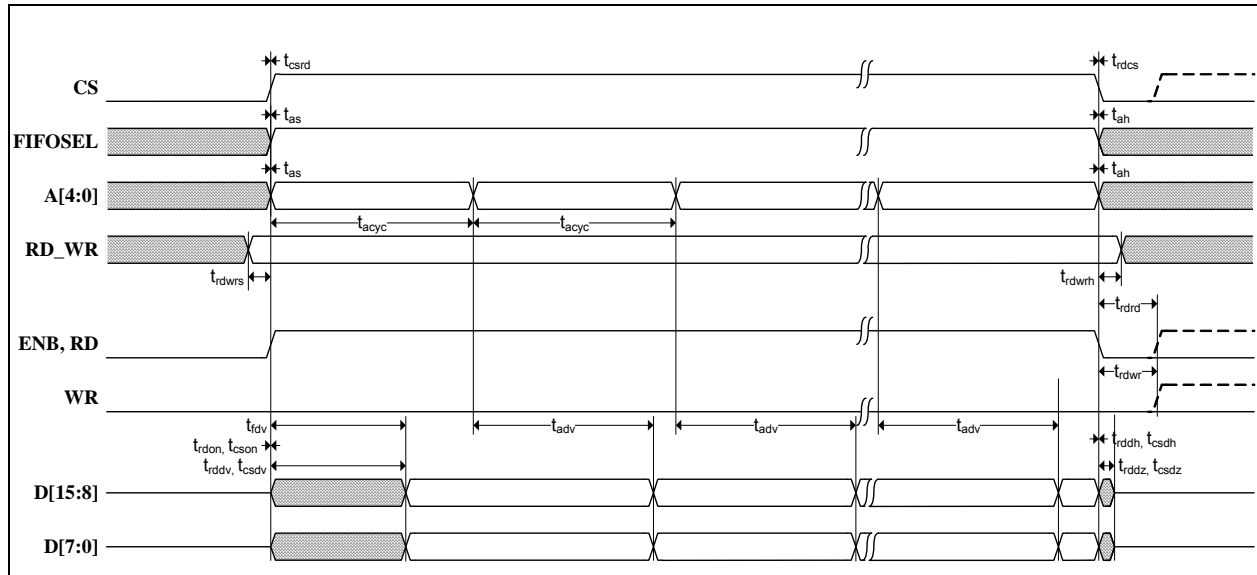 t_csrd t_rdcs
CS
t_as t_ah
FIFOSEL
t_as t_ah
A[4:0]
t_acyc t_acyc
RD_WR
t_rdwrs t_rdwrh
t_rdrd
ENB, RD
t_rdwr
WR
t_fdv t_adv t_adv t_adv
t_rdon, t_cson t_rddh, t_csdh
t_rddv, t_csdv t_rddz, t_csdz
D[15:8]
D[7:0]